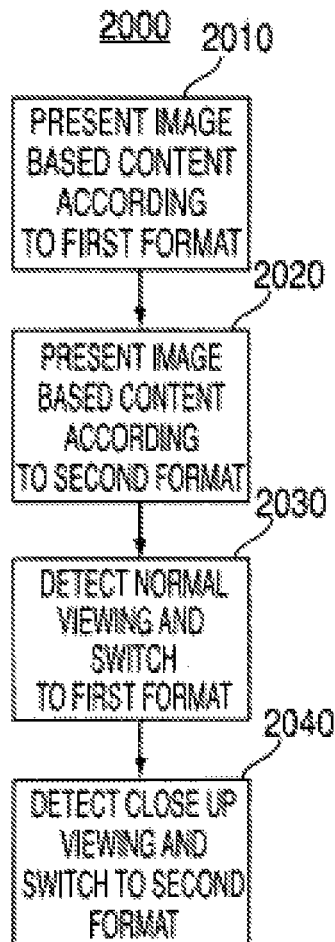 2000
2010
PRESENT IMAGE
BASED CONTENT
ACCORDING
TO FIRST FORMAT
2020
PRESENT IMAGE
BASED CONTENT
ACCORDING
TO SECOND FORMAT
2030
DETECT NORMAL
VIEWING AND
SWITCH
TO FIRST FORMAT
2040
DETECT CLOSE UP
VIEWING AND
SWITCH TO SECOND
FORMAT